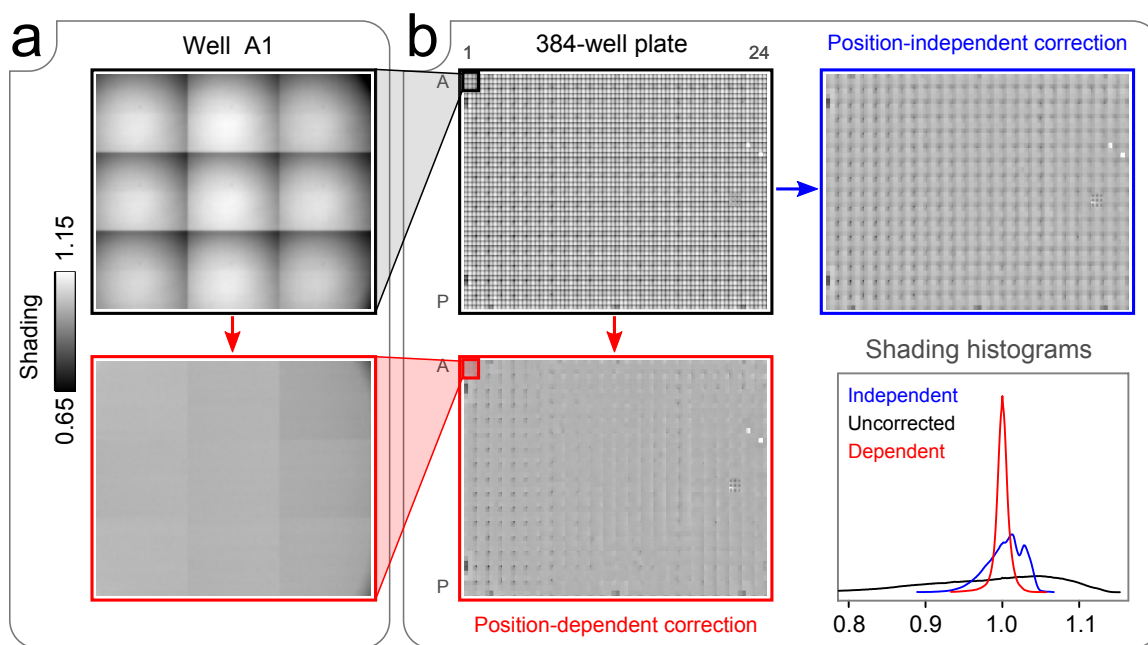 a
Well A1
b
384-well plate
1
24
A
P
Position-independent correction
Shading
0.65
1.15
A
P
Position-dependent correction
Shading histograms
Independent
Uncorrected
Dependent
0.8
0.9
1.0
1.1